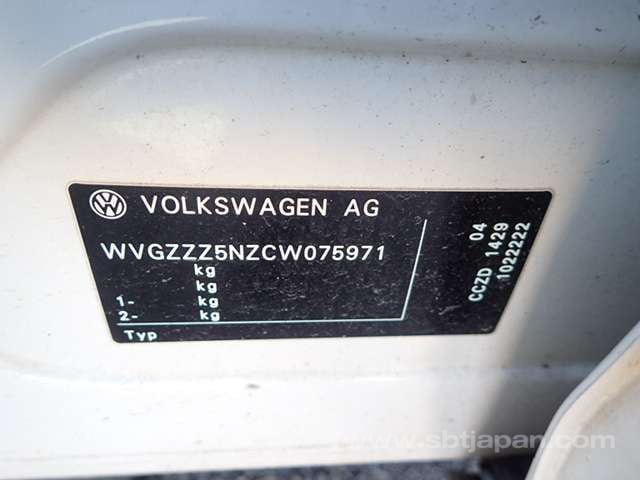 VOLKSWAGEN AG
WVGZZZ5NZCW075971
kg
kg
1- kg
2- kg
Typ
04
CCZD 1429
1022222
www.sbtjapan.com